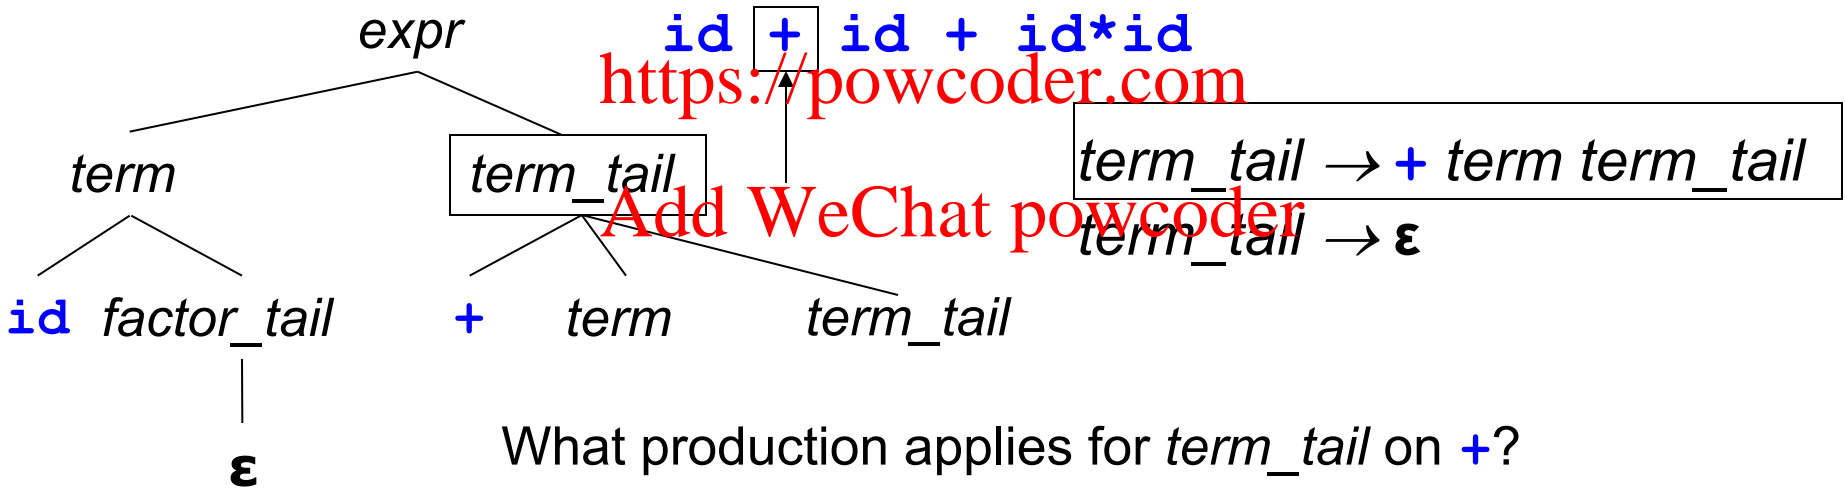 expr id + id + id*id
https://powcoder.com
term term_tail term_tail → + term term_tail
Add WeChat powcoder
term_tail → ε
id factor_tail + term term_tail
What production applies for term_tail on +?
ε